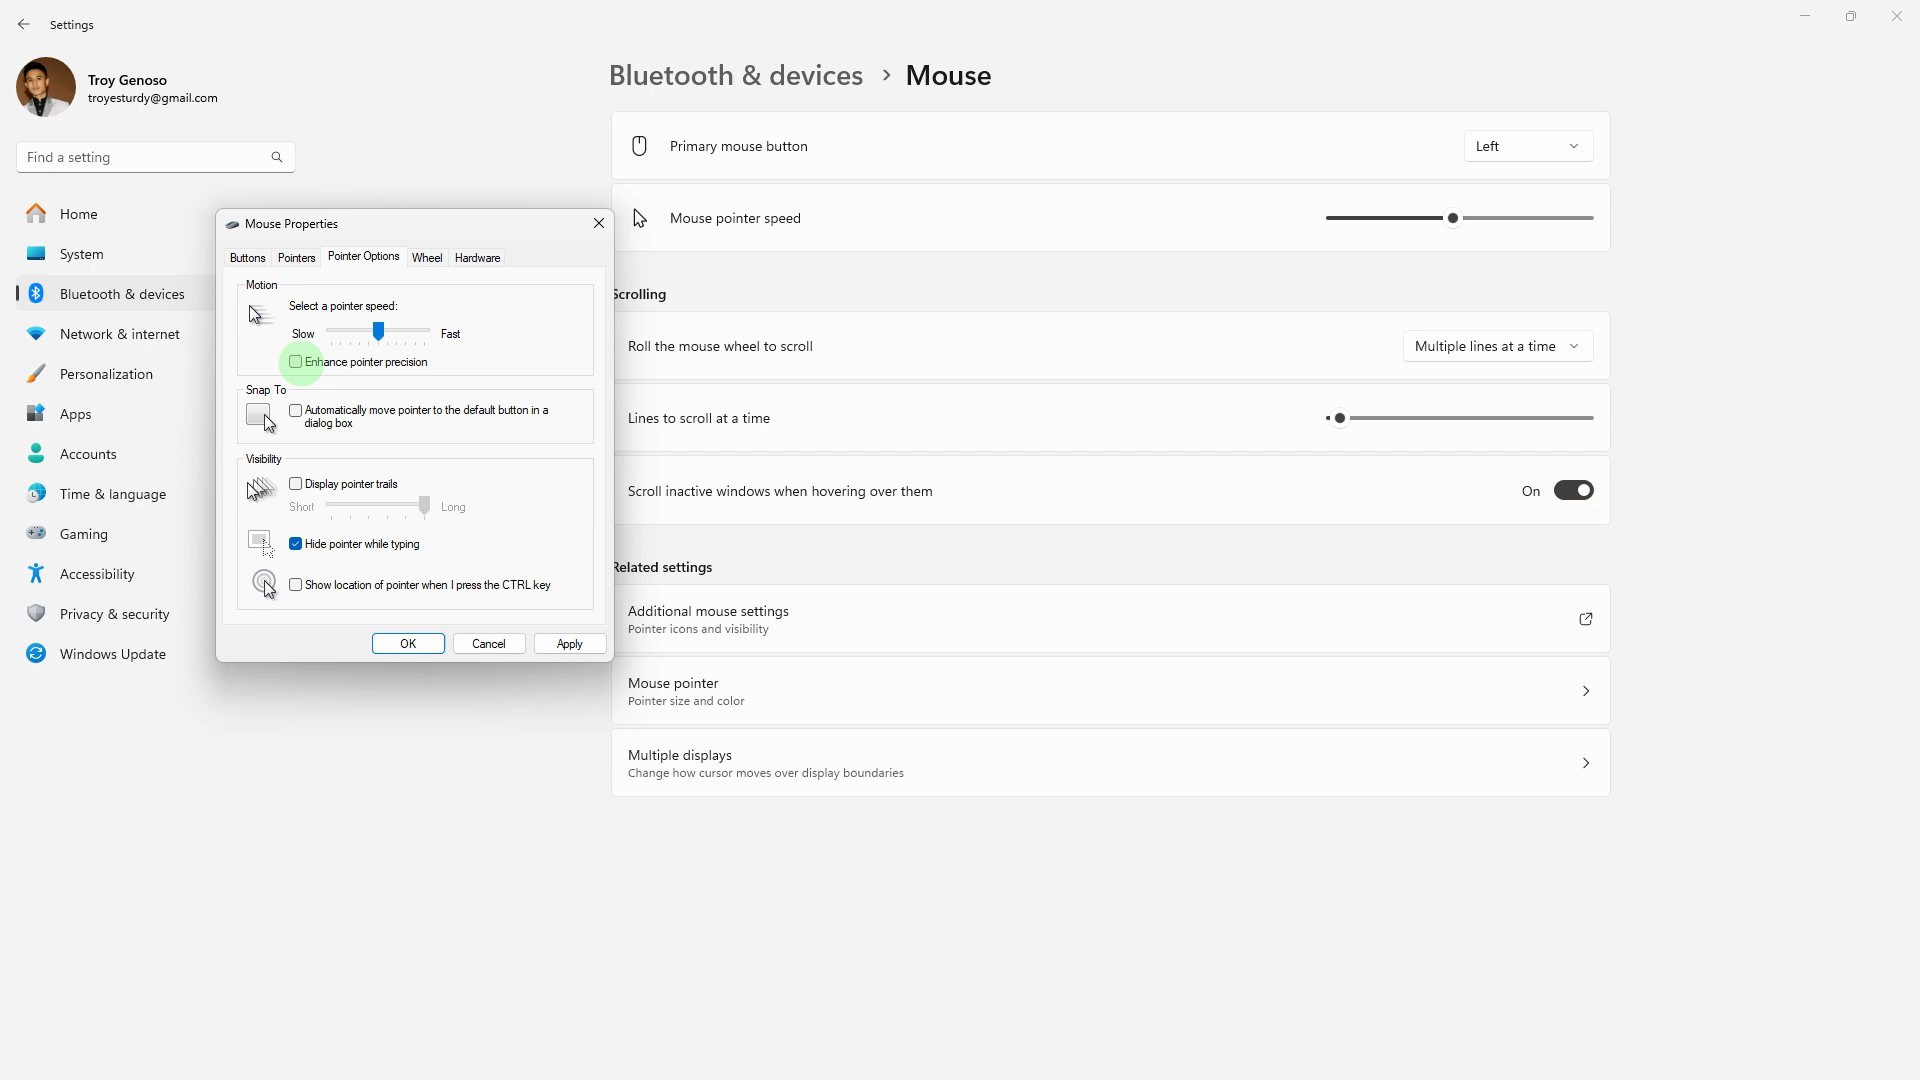 Settings
Troy Genoso
troyesturdy@gmail.com
Find a setting
Home
System
Bluetooth & devices
Network & internet
Personalization
Apps
Accounts
Time & language
Gaming
Accessibility
Privacy & security
Windows Update
Mouse Properties
Buttons Pointers Pointer Options Wheel Hardware
Motion
Select a pointer speed:
Slow Fast
Enhance pointer precision
Snap To
Automatically move pointer to the default button in a
dialog box
Visibility
Display pointer trails
Short Long
Hide pointer while typing
Show location of pointer when I press the CTRL key
OK Cancel Apply
Bluetooth & devices > Mouse
Primary mouse button Left
Mouse pointer speed
Scrolling
Roll the mouse wheel to scroll Multiple lines at a time
Lines to scroll at a time
Scroll inactive windows when hovering over them On
Related settings
Additional mouse settings
Pointer icons and visibility
Mouse pointer
Pointer size and color
Multiple displays
Change how cursor moves over display boundaries